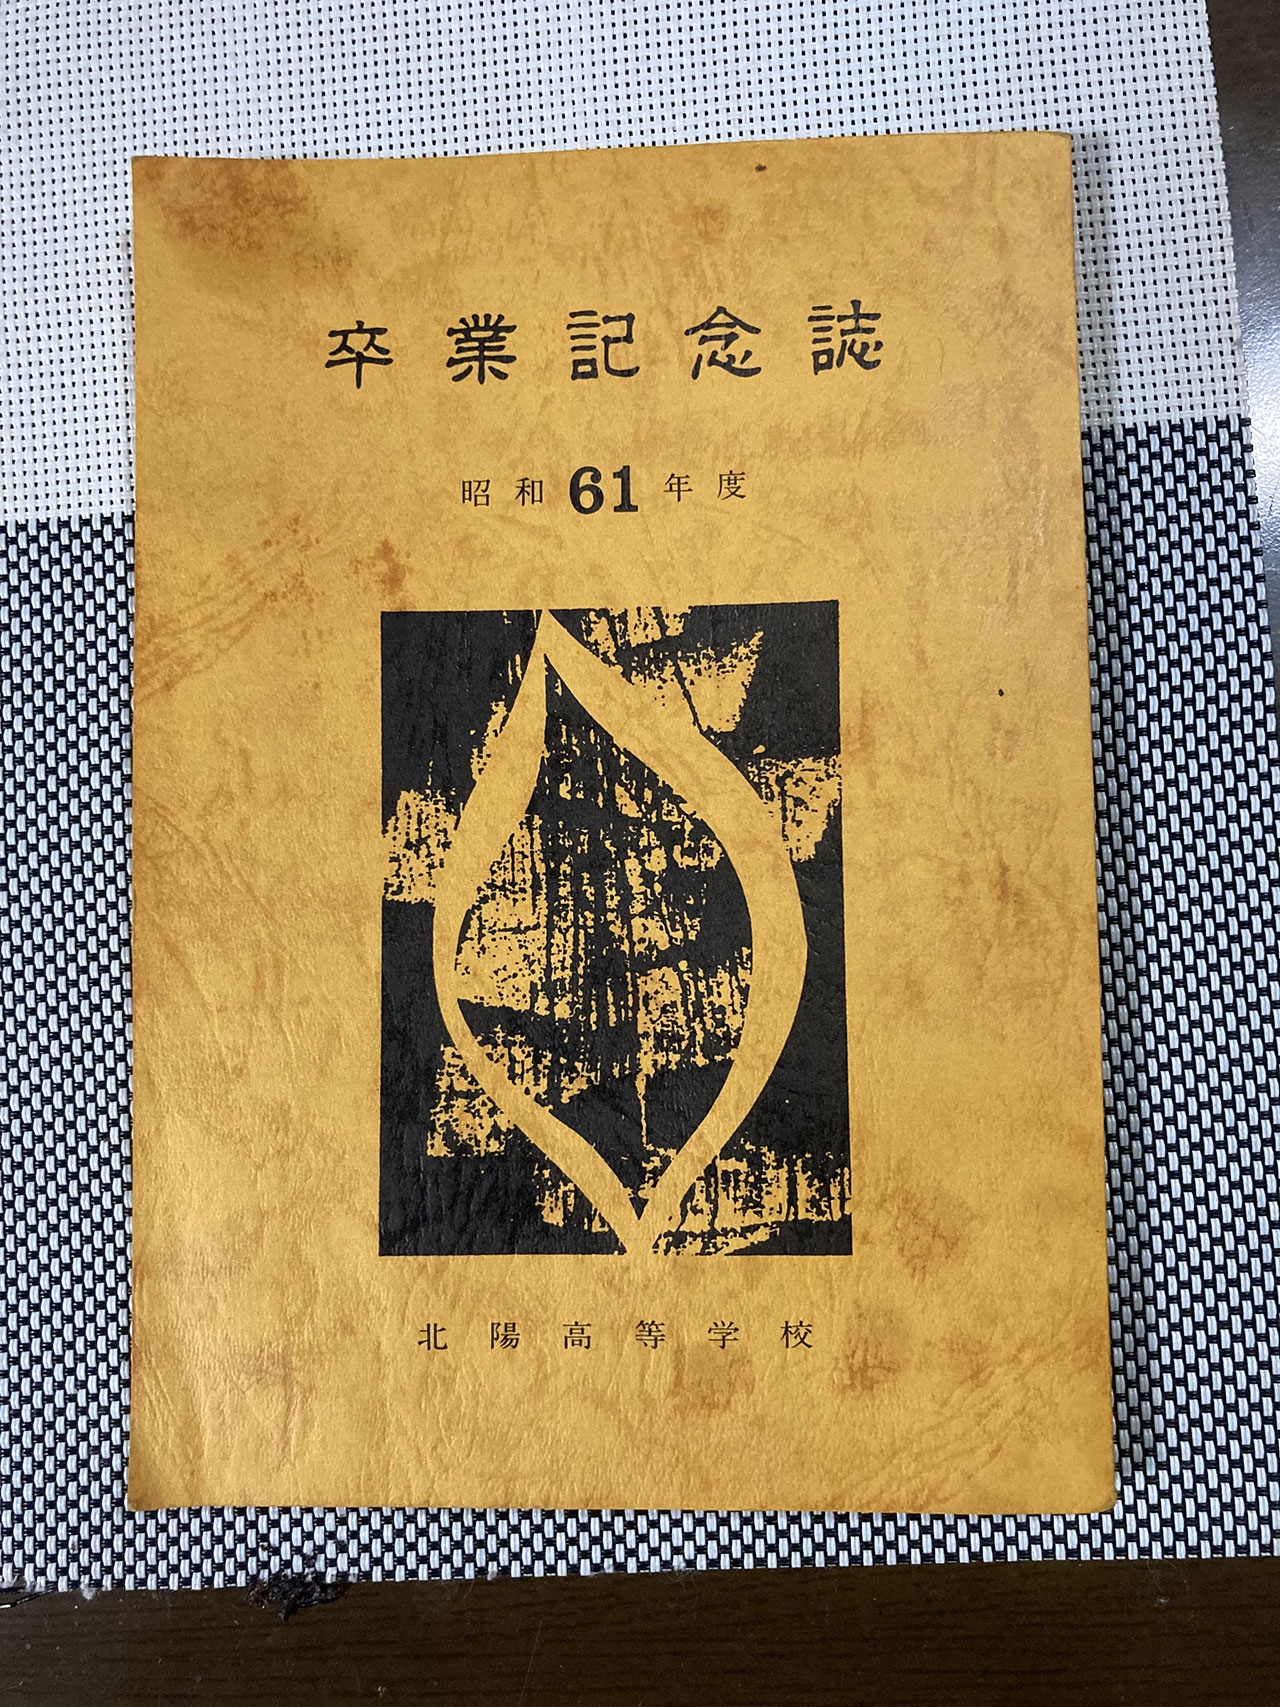 卒業記念誌
昭和61年度
北陽高等学校